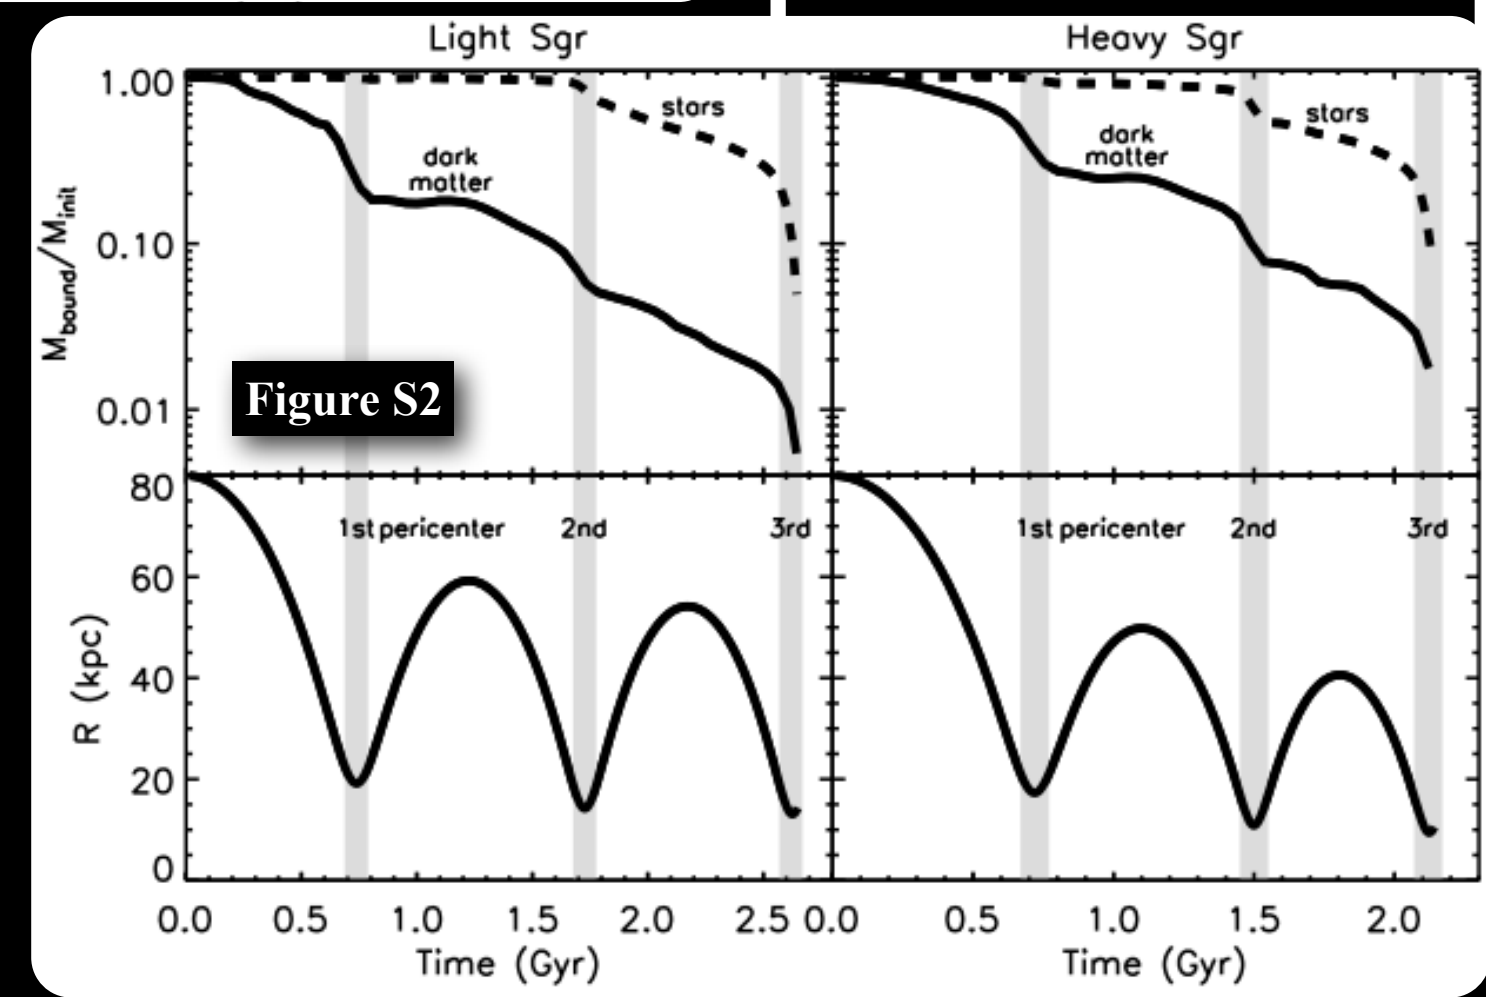 Light Sgr
Heavy Sgr
1.00
0.10
0.01
M_bound/M_init
stars
dark
matter
stars
dark
matter
Figure S2
80
60
40
20
0
R (kpc)
1st pericenter
2nd
3rd
1st pericenter
2nd
3rd
0.0 0.5 1.0 1.5 2.0 2.5 0.0 0.5 1.0 1.5 2.0
Time (Gyr)
Time (Gyr)